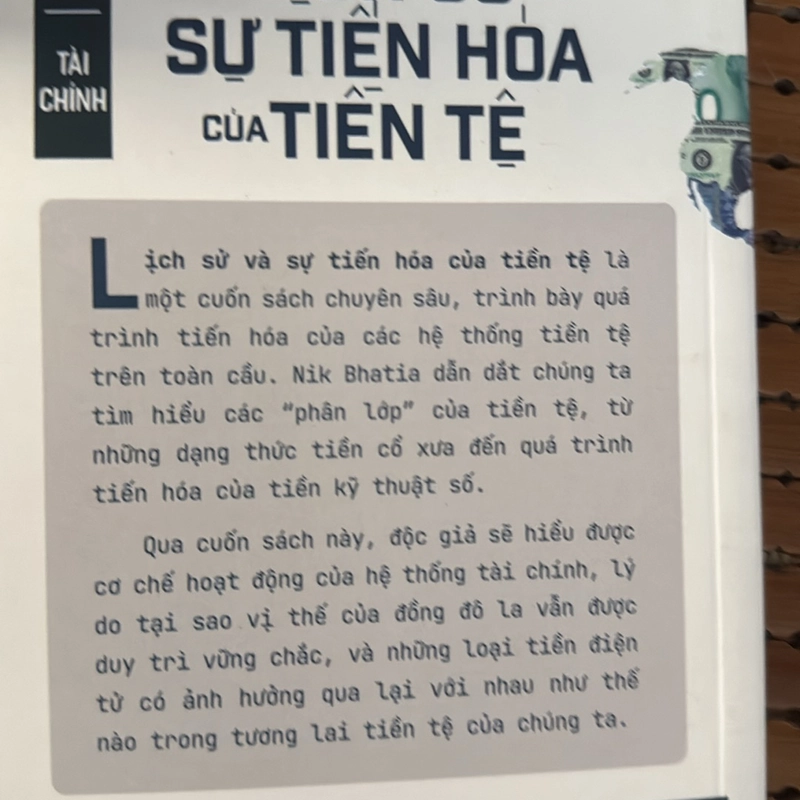 TÀI
CHÍNH
SỰ TIẾN HÓA
CỦA TIỀN TỆ
Lịch sử và sự tiến hóa của tiền tệ là
một cuốn sách chuyên sâu, trình bày quá
trình tiến hóa của các hệ thống tiền tệ
trên toàn cầu. Nik Bhatia dẫn dắt chúng ta
tìm hiểu các “phân lớp” của tiền tệ, từ
những dạng thức tiền cổ xưa đến quá trình
tiến hóa của tiền kỹ thuật số.
Qua cuốn sách này, độc giả sẽ hiểu được
cơ chế hoạt động của hệ thống tài chính, lý
do tại sao vị thế của đồng đô la vẫn được
duy trì vững chắc, và những loại tiền điện
tử có ảnh hưởng qua lại với nhau như thế
nào trong tương lai tiền tệ của chúng ta.